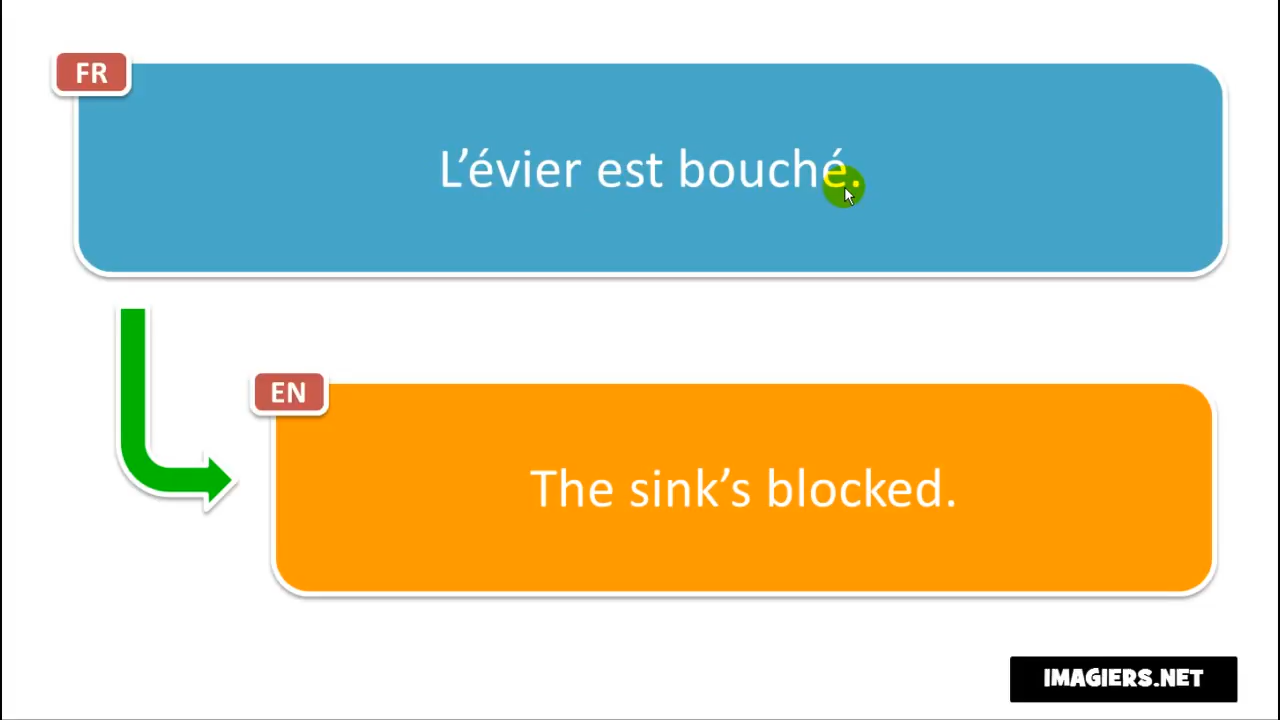 FR
L’évier est bouché.
EN
The sink’s blocked.
IMAGIERS.NET